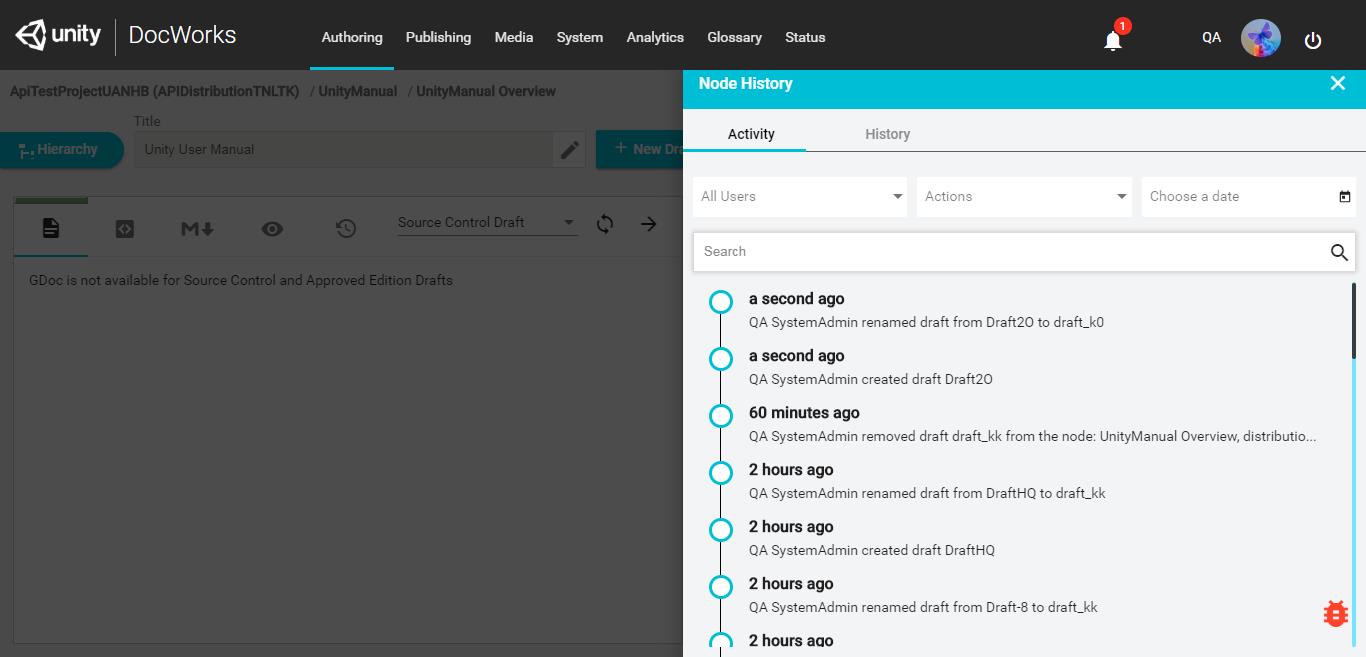 unity DocWorks Authoring Publishing Media System Analytics Glossary Status 1 QA
ApiTestProjectUANHB (APIDistributionTNLTK) / UnityManual / UnityManual Overview
Title
Hierarchy Unity User Manual + New Dra
Source Control Draft
GDoc is not available for Source Control and Approved Edition Drafts
Node History
Activity History
All Users Actions Choose a date
Search
a second ago
QA SystemAdmin renamed draft from Draft2O to draft_k0
a second ago
QA SystemAdmin created draft Draft2O
60 minutes ago
QA SystemAdmin removed draft draft_kk from the node: UnityManual Overview, distributio...
2 hours ago
QA SystemAdmin renamed draft from DraftHQ to draft_kk
2 hours ago
QA SystemAdmin created draft DraftHQ
2 hours ago
QA SystemAdmin renamed draft from Draft-8 to draft_kk
2 hours ago